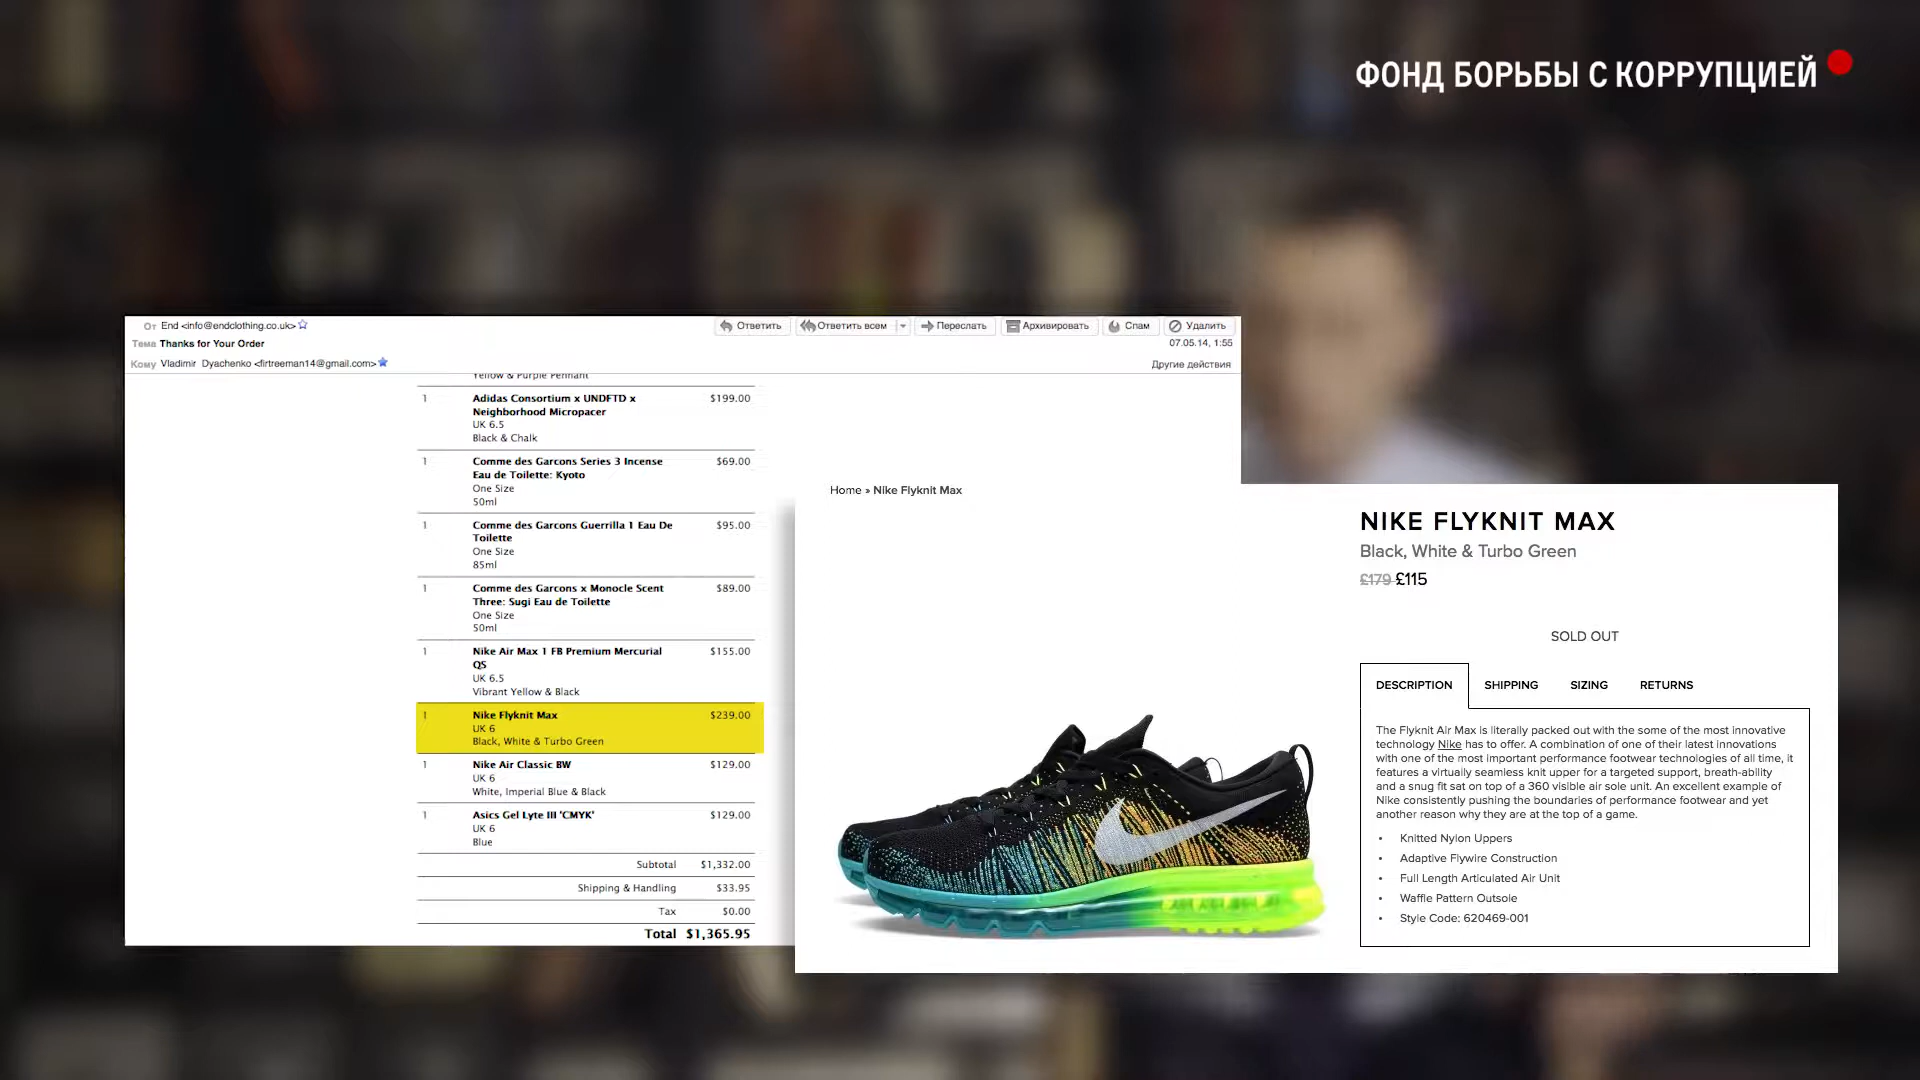 ФОНД БОРЬБЫ С КОРРУПЦИЕЙ
От End <info@endclothing.co.uk>
Ответить
Ответить всем
Переслать
Архивировать
Спам
Удалить
Тема Thanks for Your Order
07.05.14, 1:55
Кому Vladimir Dyachenko <firtreeman14@gmail.com>
Другие действия
Yellow & Purple Pennant
1 Adidas Consortium x UNDFTD x $199.00
Neighborhood Micropacer
UK 6.5
Black & Chalk
1 Comme des Garcons Series 3 Incense $69.00
Eau de Toilette: Kyoto
One Size
50ml
1 Comme des Garcons Guerrilla 1 Eau De $95.00
Toilette
One Size
85ml
1 Comme des Garcons x Monocle Scent $89.00
Three: Sugi Eau de Toilette
One Size
50ml
1 Nike Air Max 1 FB Premium Mercurial $155.00
QS
UK 6.5
Vibrant Yellow & Black
1 Nike Flyknit Max $239.00
UK 6
Black, White & Turbo Green
1 Nike Air Classic BW $129.00
UK 6
White, Imperial Blue & Black
1 Asics Gel Lyte III 'CMYK' $129.00
UK 6
Blue
Subtotal $1,332.00
Shipping & Handling $33.95
Tax $0.00
Total $1,365.95
Home » Nike Flyknit Max
NIKE FLYKNIT MAX
Black, White & Turbo Green
£179 £115
SOLD OUT
DESCRIPTION SHIPPING SIZING RETURNS
The Flyknit Air Max is literally packed out with the some of the most innovative
technology Nike has to offer. A combination of one of their latest innovations
with one of the most important performance footwear technologies of all time, it
features a virtually seamless knit upper for a targeted support, breath-ability
and a snug fit sat on top of a 360 visible air sole unit. An excellent example of
Nike consistently pushing the boundaries of performance footwear and yet
another reason why they are at the top of a game.
• Knitted Nylon Uppers
• Adaptive Flywire Construction
• Full Length Articulated Air Unit
• Waffle Pattern Outsole
• Style Code: 620469-001